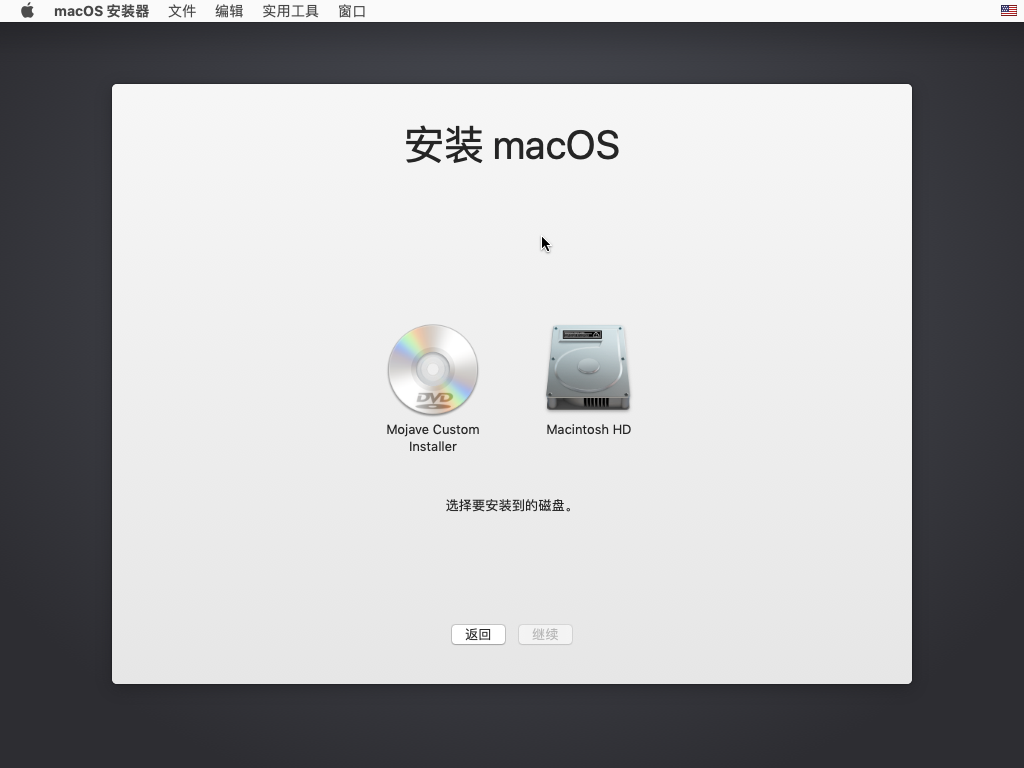 macOS 安装器 文件 编辑 实用工具 窗口
安装 macOS
DVD
Mojave Custom
Installer
Macintosh HD
选择要安装到的磁盘。
返回 继续